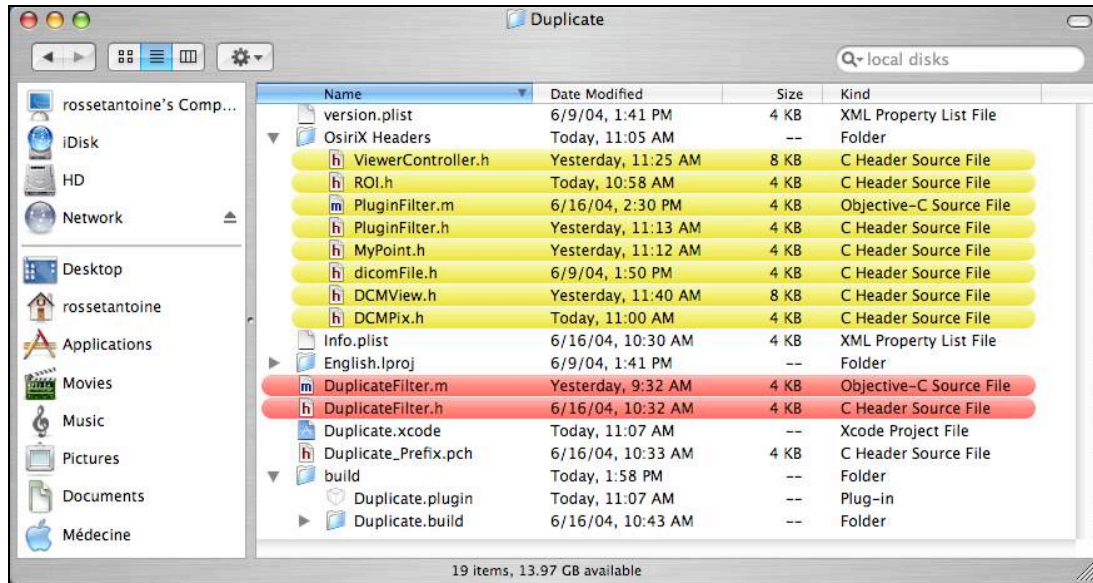 Duplicate
local disks
Name Date Modified Size Kind
rossetantoine's Comp...
iDisk
HD
Network
Desktop
rossetantoine
Applications
Movies
Music
Pictures
Documents
Médecine
version.plist 6/9/04, 1:41 PM 4 KB XML Property List File
OsiriX Headers Today, 11:05 AM -- Folder
h ViewerController.h Yesterday, 11:25 AM 8 KB C Header Source File
h ROI.h Today, 10:58 AM 4 KB C Header Source File
m PluginFilter.m 6/16/04, 2:30 PM 4 KB Objective-C Source File
h PluginFilter.h Yesterday, 11:13 AM 4 KB C Header Source File
h MyPoint.h Yesterday, 11:12 AM 4 KB C Header Source File
h dicomFile.h 6/9/04, 1:50 PM 4 KB C Header Source File
h DCMView.h Yesterday, 11:40 AM 8 KB C Header Source File
h DCMPix.h Today, 11:00 AM 4 KB C Header Source File
Info.plist 6/16/04, 10:30 AM 4 KB XML Property List File
English.lproj 6/9/04, 1:41 PM -- Folder
m DuplicateFilter.m Yesterday, 9:32 AM 4 KB Objective-C Source File
h DuplicateFilter.h 6/16/04, 10:32 AM 4 KB C Header Source File
Duplicate.xcode Today, 11:07 AM -- Xcode Project File
h Duplicate_Prefix.pch 6/16/04, 10:33 AM 4 KB C Header Source File
build Today, 1:58 PM -- Folder
Duplicate.plugin Today, 11:07 AM -- Plug-in
Duplicate.build 6/16/04, 10:43 AM -- Folder
19 items, 13.97 GB available